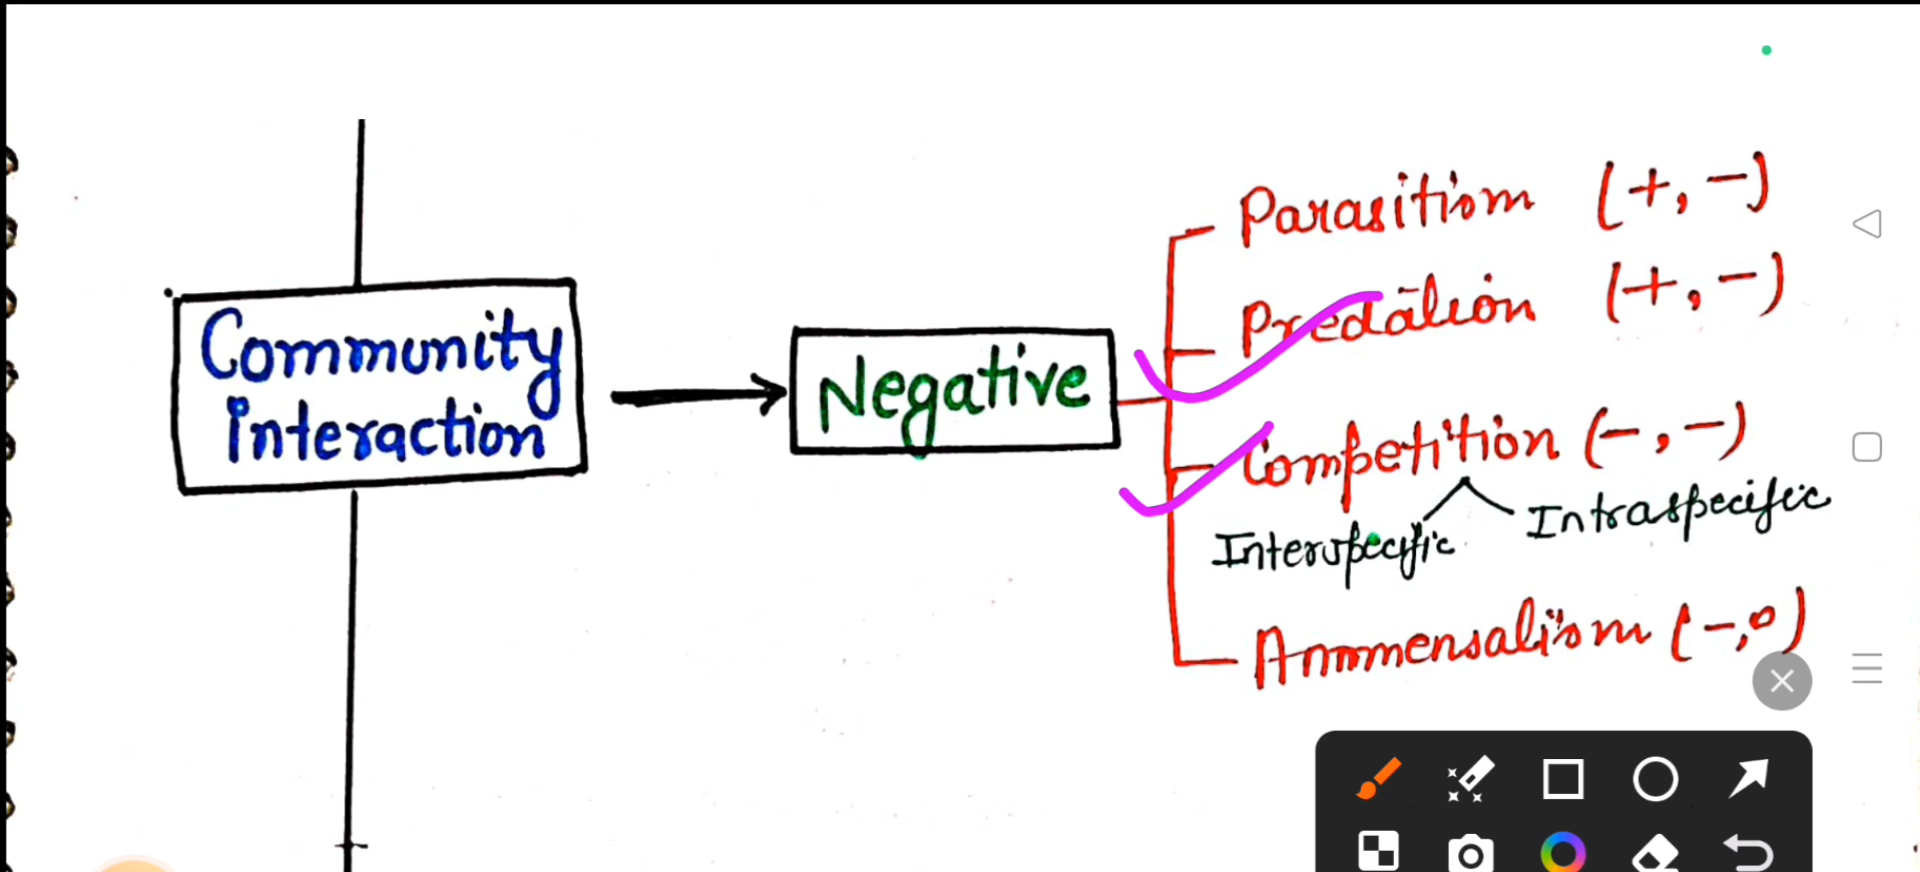 Community
interaction
Negative
Parasitism (+, -)
Predation (+, -)
Competition (-, -)
Interspecific Intraspecific
Ammensalism (-, 0)